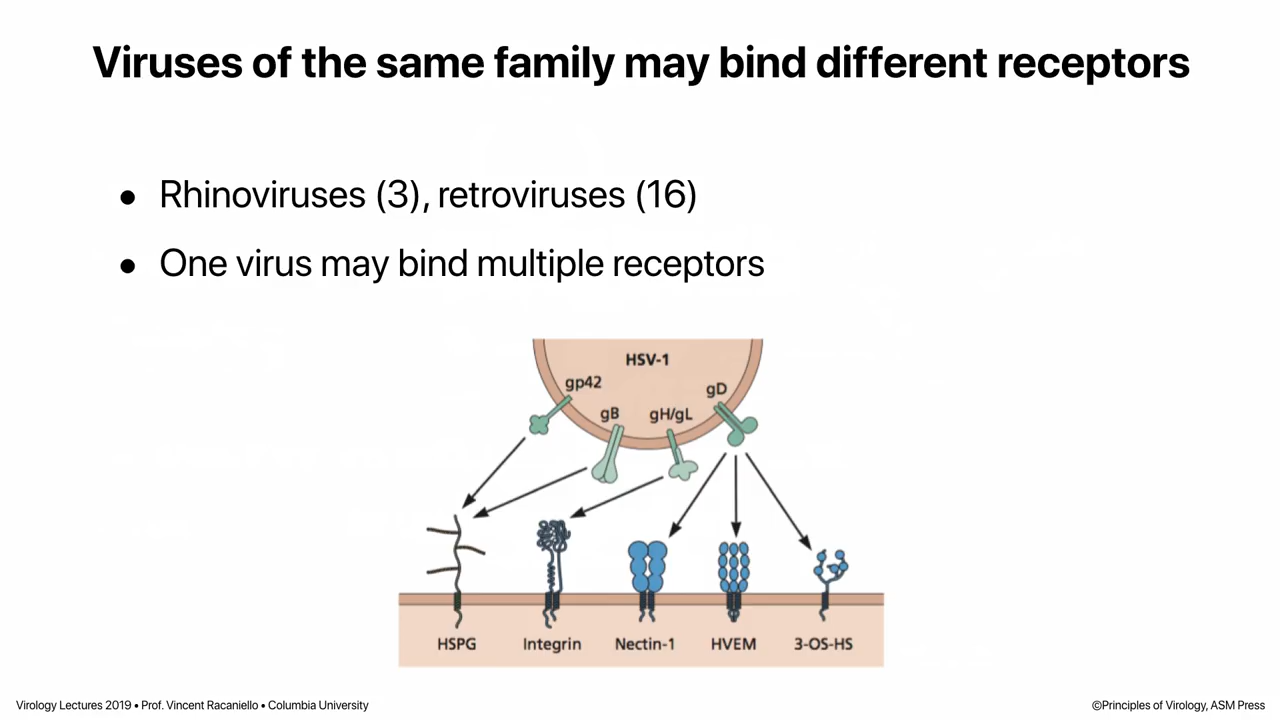 Viruses of the same family may bind different receptors
• Rhinoviruses (3), retroviruses (16)
• One virus may bind multiple receptors
HSV-1
gp42
gD
gB
gH/gL
HSPG
Integrin
Nectin-1
HVEM
3-OS-HS
Virology Lectures 2019 • Prof. Vincent Racaniello • Columbia University
©Principles of Virology, ASM Press